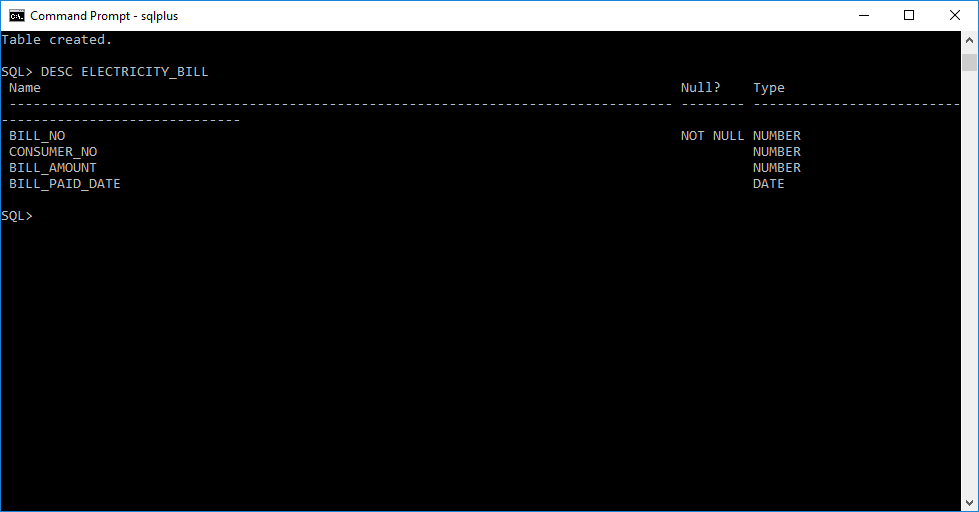 Command Prompt - sqlplus
Table created.
SQL> DESC ELECTRICITY_BILL
 Name                                                                                Null?    Type
 ----------------------------------------------------------------------------------- -------- --------------------------
------------------------------
 BILL_NO                                                                             NOT NULL NUMBER
 CONSUMER_NO                                                                                  NUMBER
 BILL_AMOUNT                                                                                  NUMBER
 BILL_PAID_DATE                                                                               DATE
SQL>